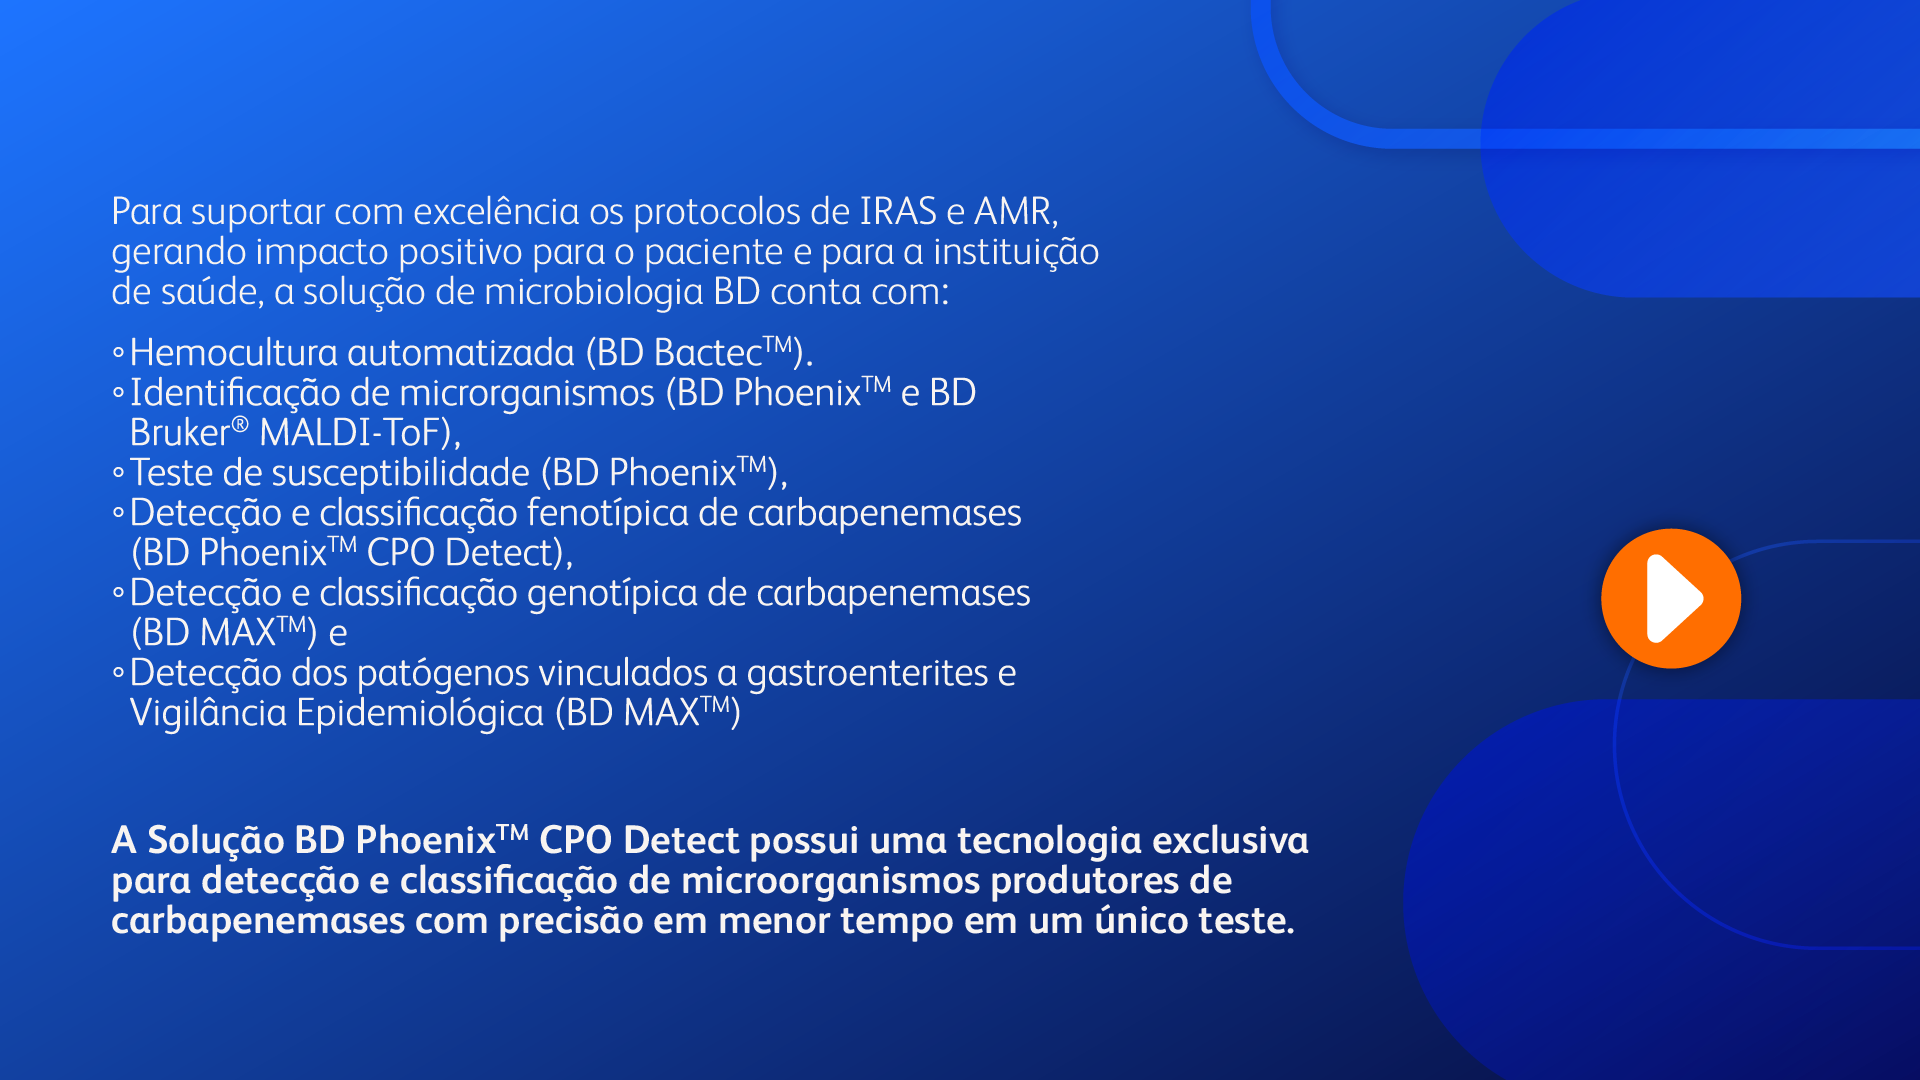 Para suportar com excelência os protocolos de IRAS e AMR,
gerando impacto positivo para o paciente e para a instituição
de saúde, a solução de microbiologia BD conta com:
◦Hemocultura automatizada (BD Bactec™).
◦Identificação de microrganismos (BD Phoenix™ e BD
Bruker® MALDI-ToF),
◦Teste de susceptibilidade (BD Phoenix™),
◦Detecção e classificação fenotípica de carbapenemases
(BD Phoenix™ CPO Detect),
◦Detecção e classificação genotípica de carbapenemases
(BD MAX™) e
◦Detecção dos patógenos vinculados a gastroenterites e
Vigilância Epidemiológica (BD MAX™)
A Solução BD Phoenix™ CPO Detect possui uma tecnologia exclusiva
para detecção e classificação de microorganismos produtores de
carbapenemases com precisão em menor tempo em um único teste.